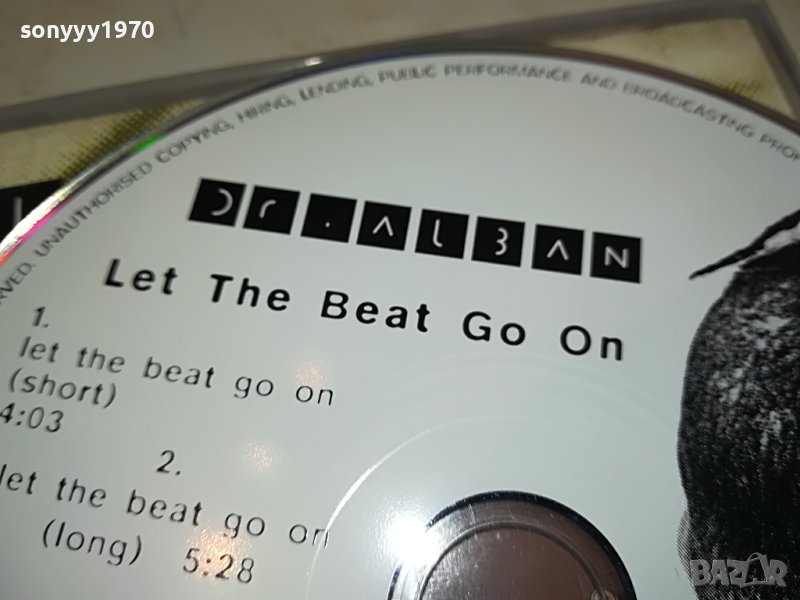 sonyyy1970
RVED. UNAUTHORISED COPYING, HIRING, LENDING, PUBLIC PERFORMANCE AND BROADCASTING PROH
Dr.ALBAN
Let The Beat Go On
1.
let the beat go on
(short)
4:03
2.
let the beat go on
(long) 5:28
BAZAR